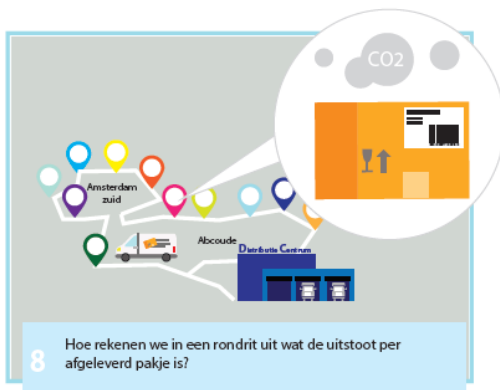 CO2
Amsterdam
zuid
Abcoude
Distributie Centrum
8
Hoe rekenen we in een rondrit uit wat de uitstoot per
afgeleverd pakje is?